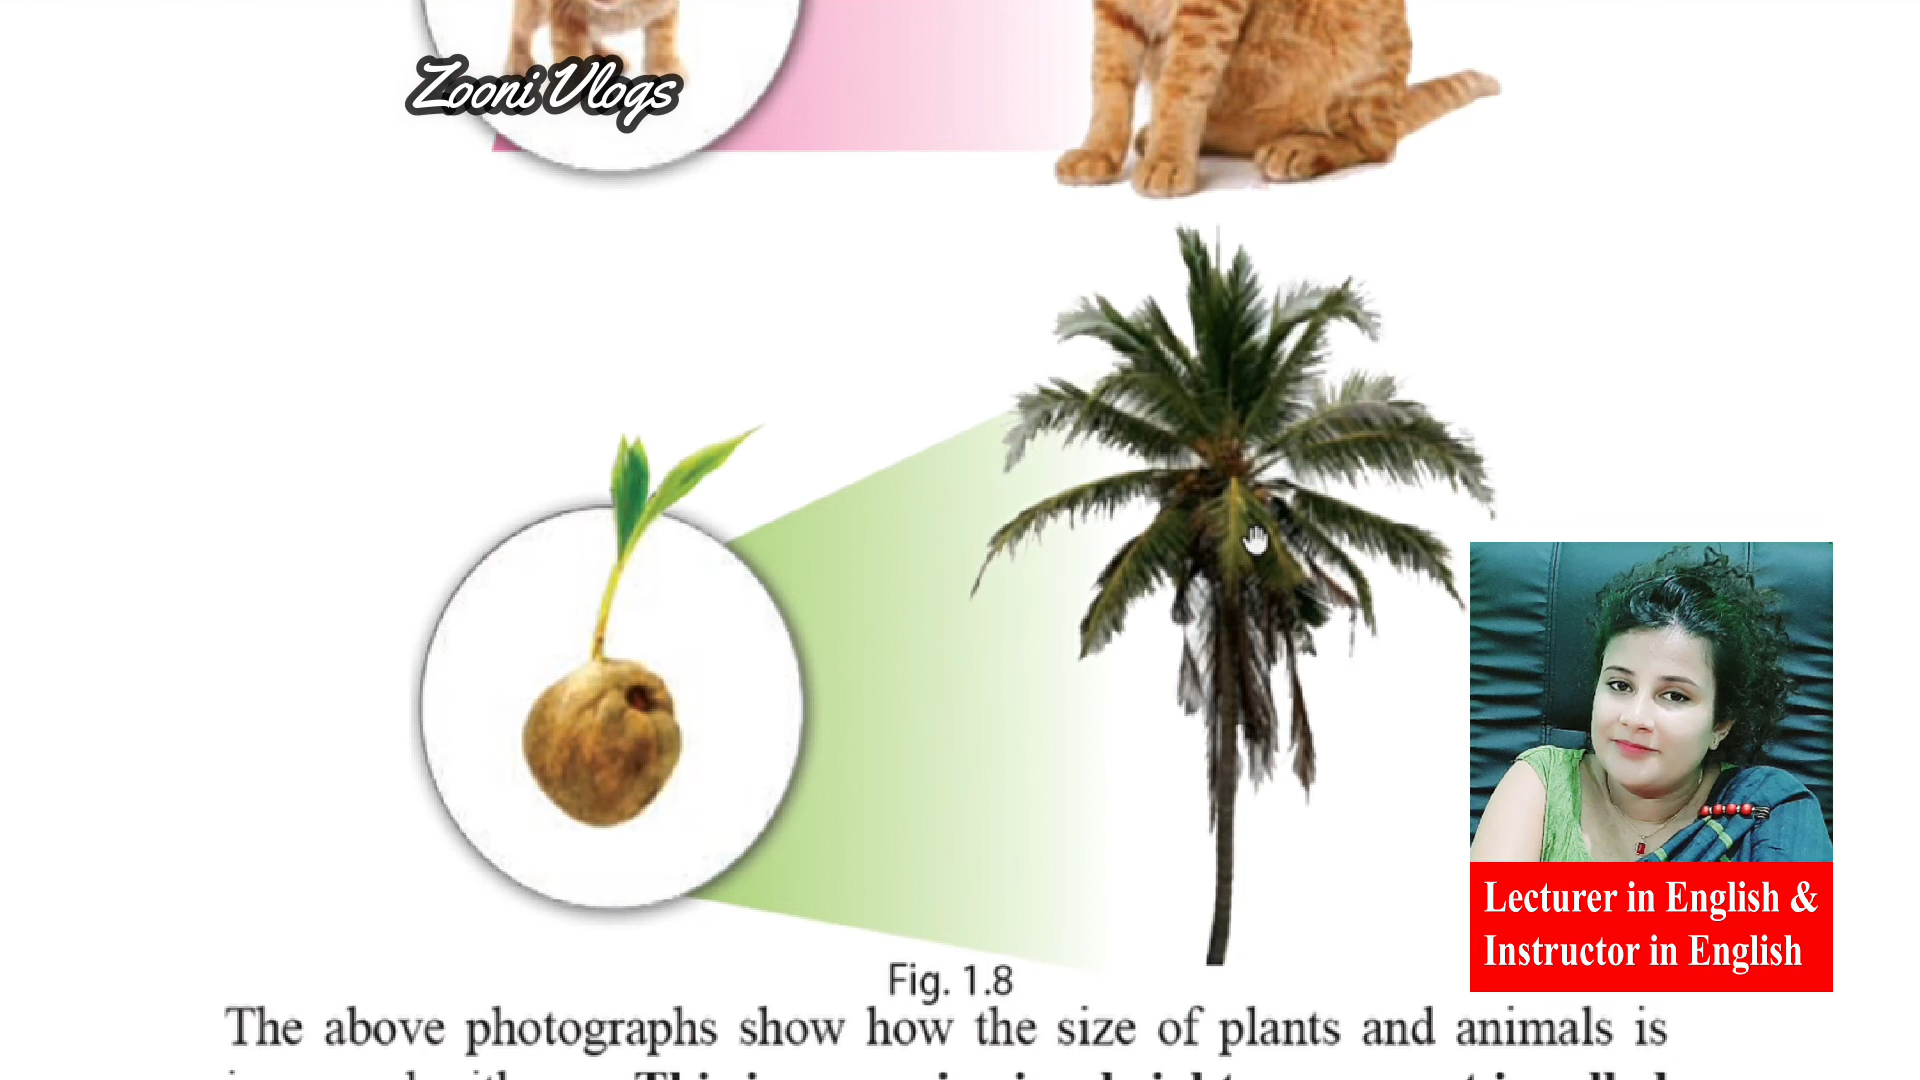 Zooni Vlogs
Lecturer in English &
Instructor in English
Fig. 1.8
The above photographs show how the size of plants and animals is